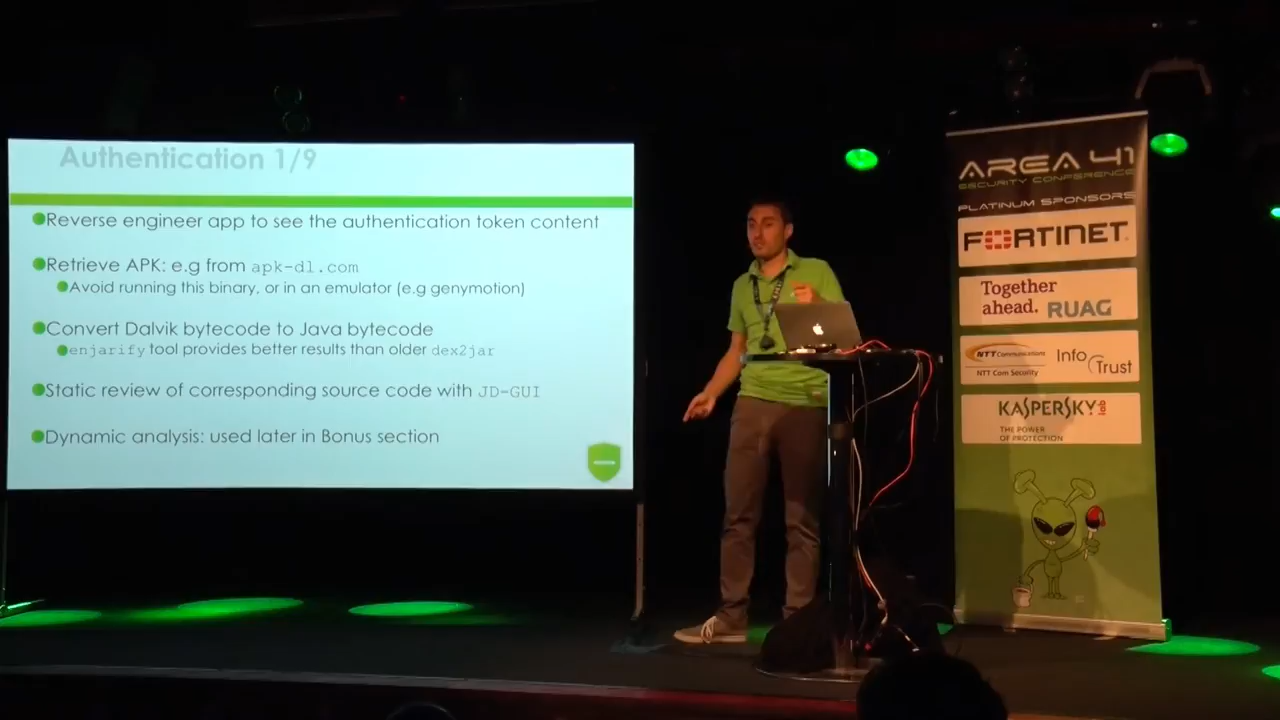 Authentication 1/9
Reverse engineer app to see the authentication token content
Retrieve APK: e.g from apk-dl.com
Avoid running this binary, or in an emulator (e.g genymotion)
Convert Dalvik bytecode to Java bytecode
enjarify tool provides better results than older dex2jar
Static review of corresponding source code with JD-GUI
Dynamic analysis: used later in Bonus section
AREA 41
SECURITY CONFERENCE
PLATINUM SPONSORS
FORTINET
Together
ahead. RUAG
NTT Communications
NTT Com Security
Info
Trust
KASPERSKY lab
THE POWER
OF PROTECTION